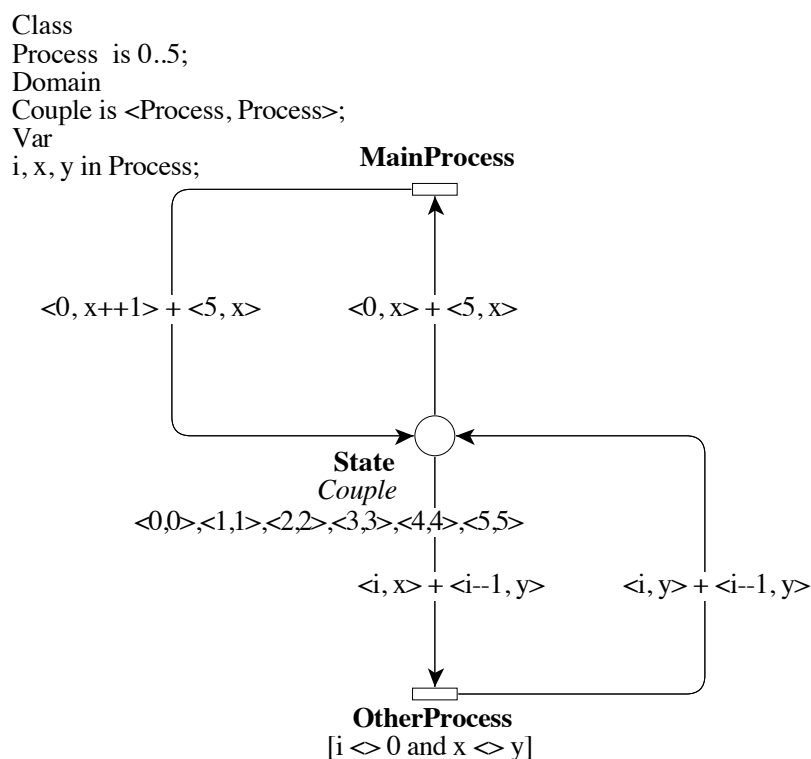 Class
Process is 0..5;
Domain
Couple is <Process, Process>;
Var
i, x, y in Process;
MainProcess
<0, x++1> + <5, x>
<0, x> + <5, x>
State
Couple
<0,0>,<1,1>,<2,2>,<3,3>,<4,4>,<5,5>
<i, x> + <i--1, y>
<i, y> + <i--1, y>
OtherProcess
[i <> 0 and x <> y]